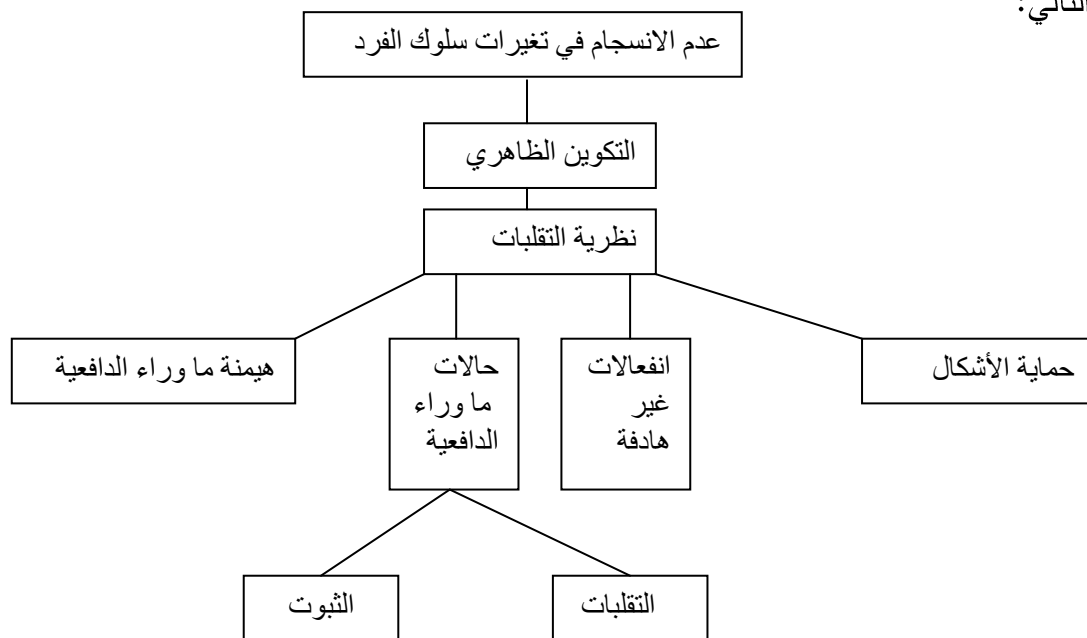 التالي:
عدم الانسجام في تغيرات سلوك الفرد
التكوين الظاهري
نظرية التقلبات
حماية الأشكال
انفعالات
غير
هادفة
حالات
ما وراء
الدافعية
هيمنة ما وراء الدافعية
التقلبات
الثبوت